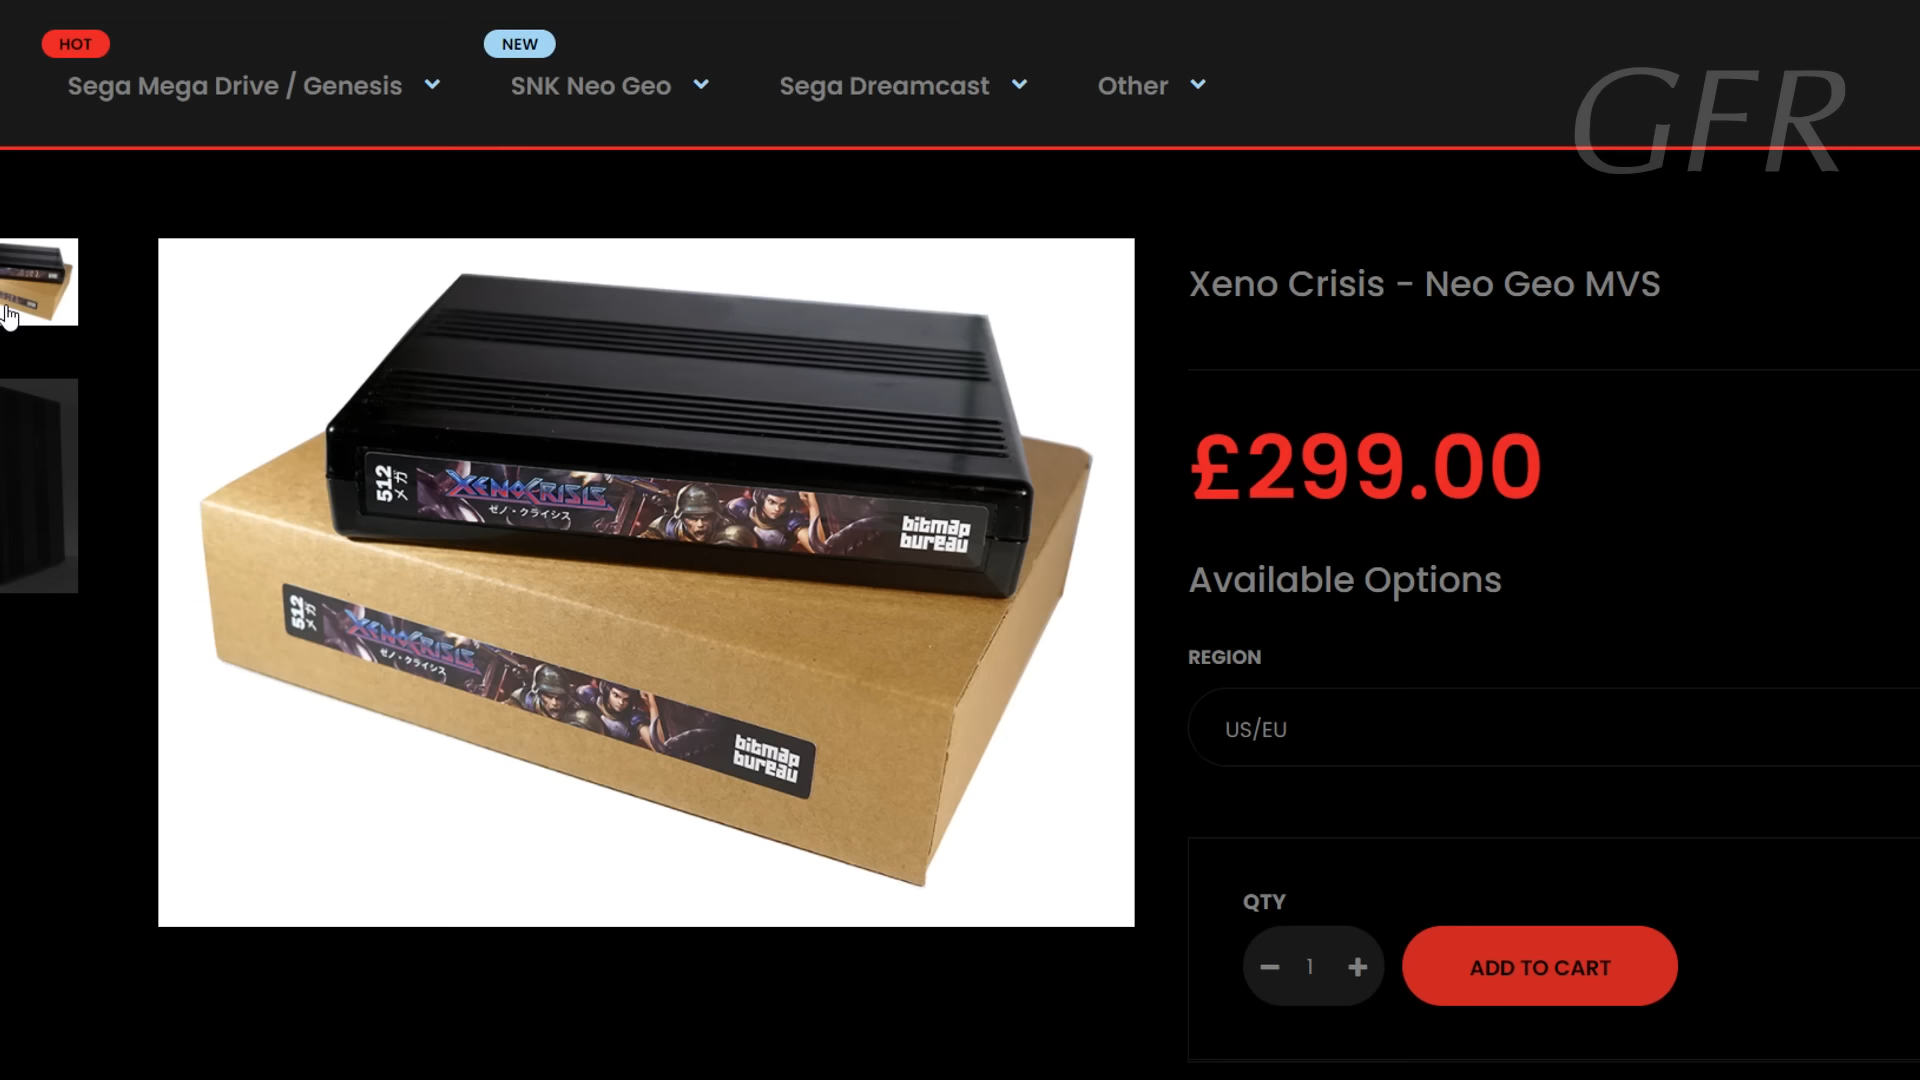 HOT
NEW
Sega Mega Drive / Genesis
SNK Neo Geo
Sega Dreamcast
Other
GFR
Xeno Crisis - Neo Geo MVS
£299.00
Available Options
REGION
US/EU
QTY
1
ADD TO CART
512
メガ
XENOCRISIS
ゼノ・クライシス
bitmap
bureau
512
メガ
XENOCRISIS
ゼノ・クライシス
bitmap
bureau